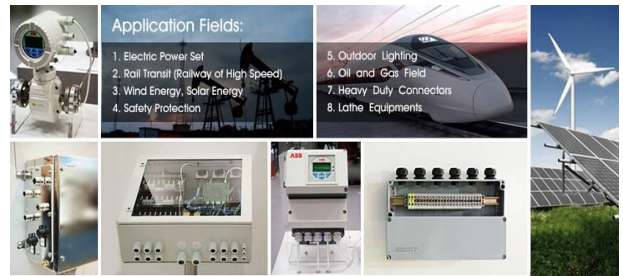 Application Fields:
1. Electric Power Set
2. Rail Transit (Railway of High Speed)
3. Wind Energy, Solar Energy
4. Safety Protection
5. Outdoor Lighting
6. Oil and Gas Field
7. Heavy Duty Connectors
8. Lathe Equipments
ABB